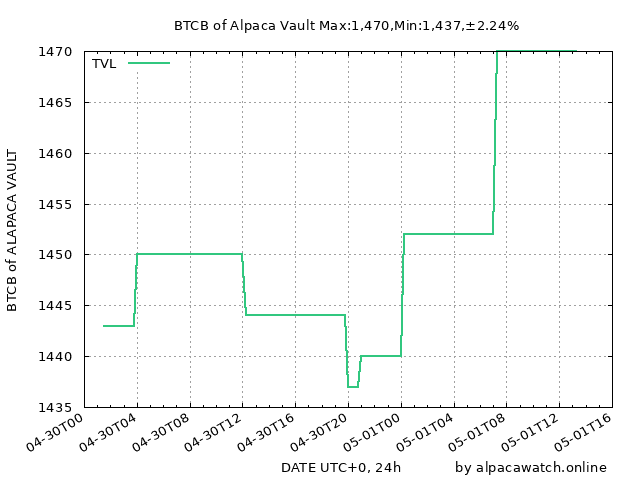 BTCB of Alpaca Vault Max:1,470,Min:1,437,±2.24%
TVL
BTCB of ALAPACA VAULT
1470
1465
1460
1455
1450
1445
1440
1435
04-30T00
04-30T04
04-30T08
04-30T12
04-30T16
04-30T20
05-01T00
05-01T04
05-01T08
05-01T12
05-01T16
DATE UTC+0, 24h
by alpacawatch.online